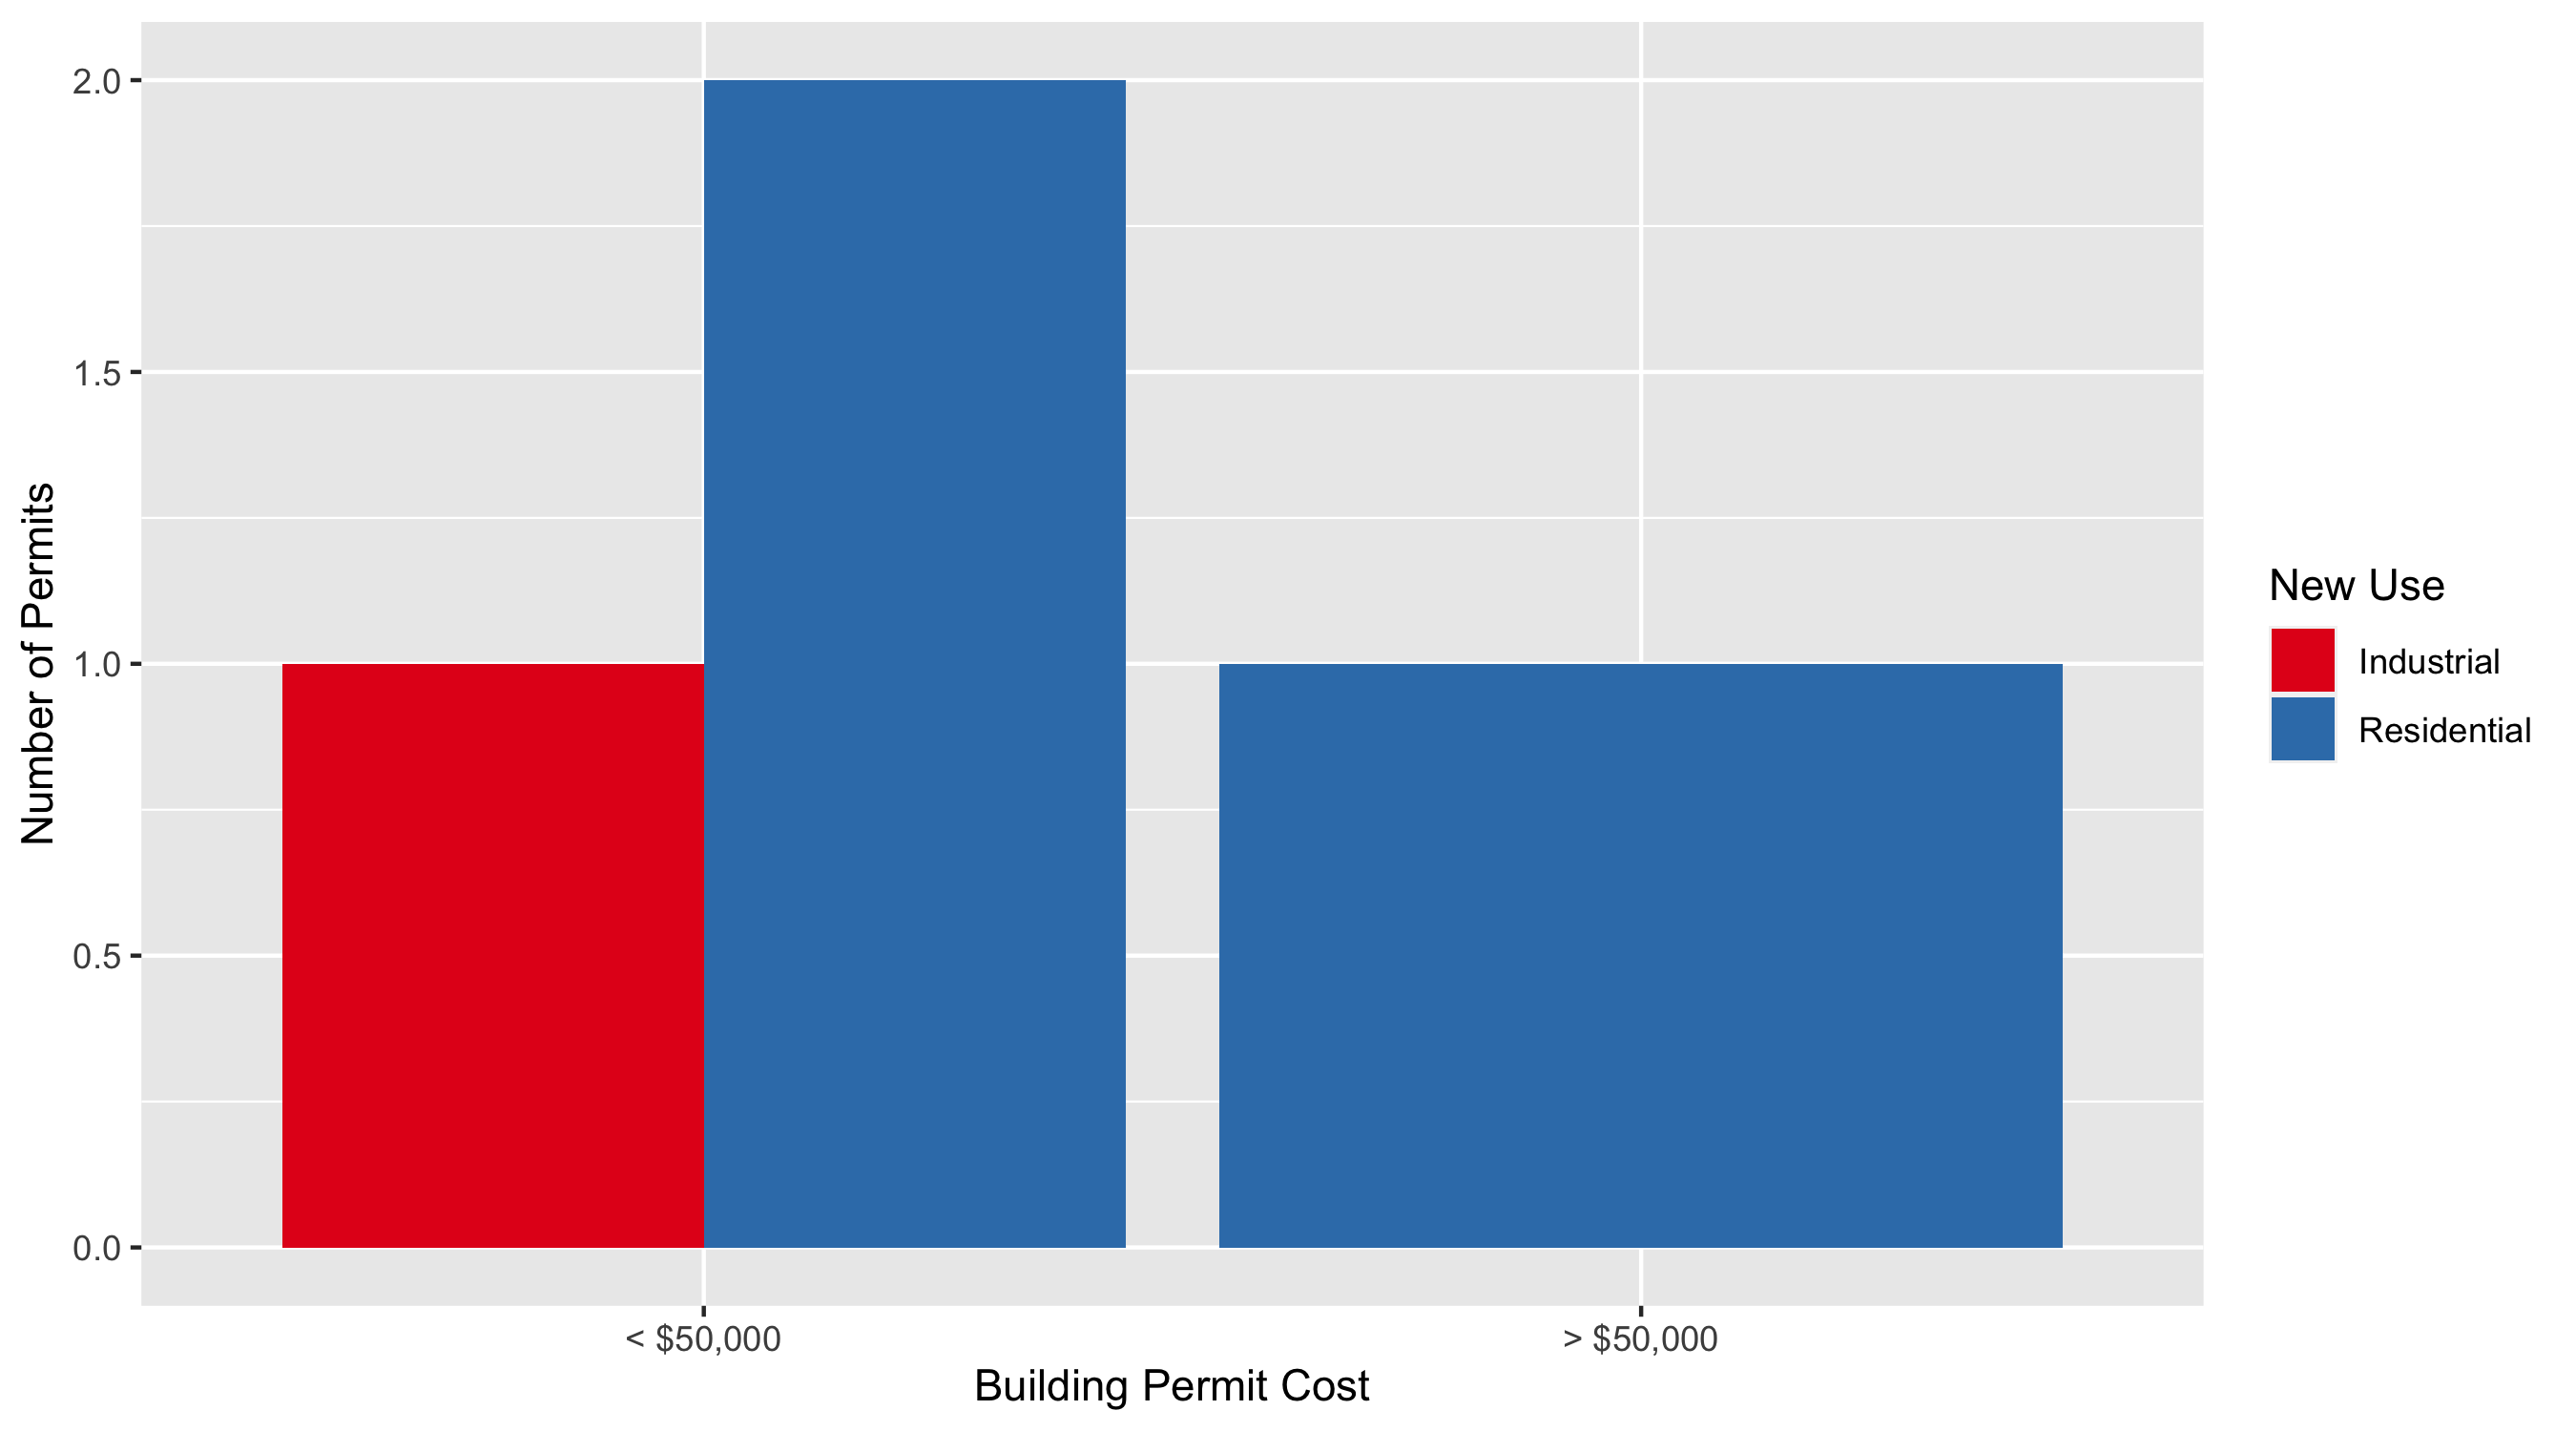 2.0
1.5
1.0
0.5
0.0
Number of Permits
< $50,000
> $50,000
Building Permit Cost
New Use
Industrial
Residential